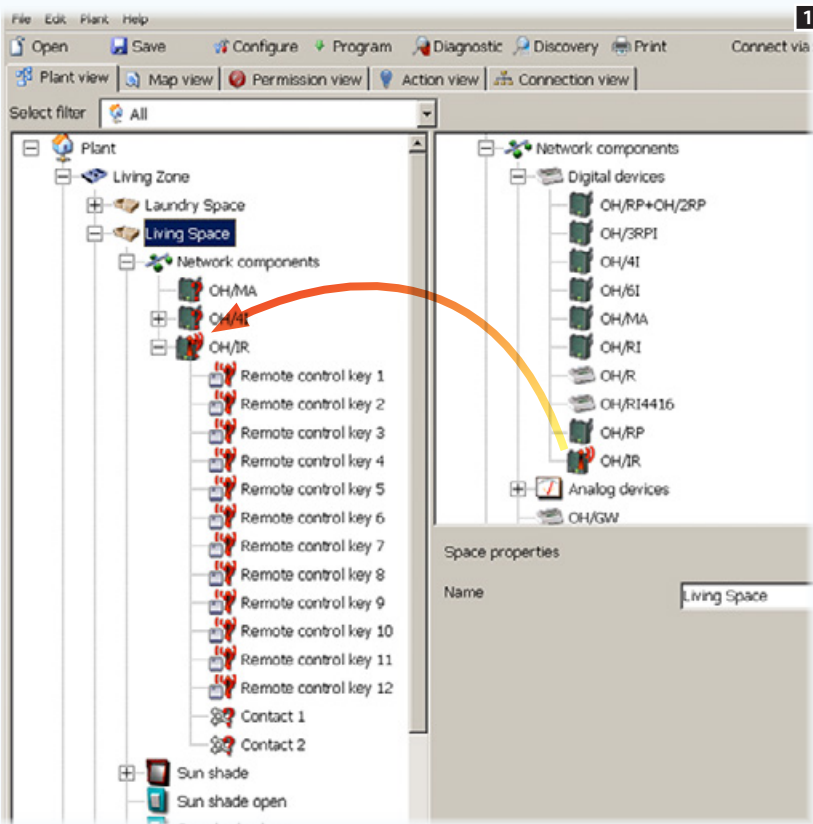 File Edit Plant Help
1
Open Save Configure Program Diagnostic Discovery Print Connect via
Plant view Map view Permission view Action view Connection view
Select filter All
Plant
Living Zone
Laundry Space
Living Space
Network components
OH/MA
OH/4I
OH/IR
Remote control key 1
Remote control key 2
Remote control key 3
Remote control key 4
Remote control key 5
Remote control key 6
Remote control key 7
Remote control key 8
Remote control key 9
Remote control key 10
Remote control key 11
Remote control key 12
Contact 1
Contact 2
Sun shade
Sun shade open
Network components
Digital devices
OH/RP+OH/2RP
OH/3RPI
OH/4I
OH/6I
OH/MA
OH/RI
OH/R
OH/RI4416
OH/RP
OH/IR
Analog devices
OH/GW
Space properties
Name Living Space